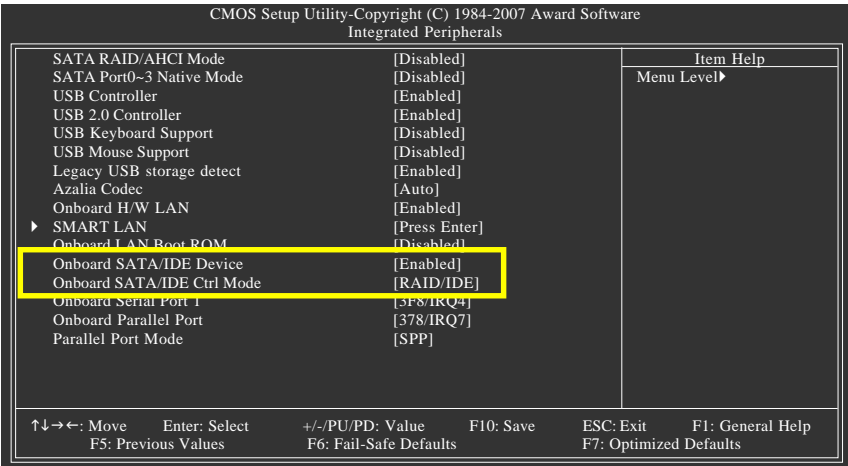 CMOS Setup Utility-Copyright (C) 1984-2007 Award Software
Integrated Peripherals
SATA RAID/AHCI Mode [Disabled]
SATA Port0~3 Native Mode [Disabled]
USB Controller [Enabled]
USB 2.0 Controller [Enabled]
USB Keyboard Support [Disabled]
USB Mouse Support [Disabled]
Legacy USB storage detect [Enabled]
Azalia Codec [Auto]
Onboard H/W LAN [Enabled]
SMART LAN [Press Enter]
Onboard LAN Boot ROM [Disabled]
Onboard SATA/IDE Device [Enabled]
Onboard SATA/IDE Ctrl Mode [RAID/IDE]
Onboard Serial Port 1 [3F8/IRQ4]
Onboard Parallel Port [378/IRQ7]
Parallel Port Mode [SPP]
Item Help
Menu Level
↑↓→←: Move Enter: Select +/-/PU/PD: Value F10: Save ESC: Exit F1: General Help
F5: Previous Values F6: Fail-Safe Defaults F7: Optimized Defaults